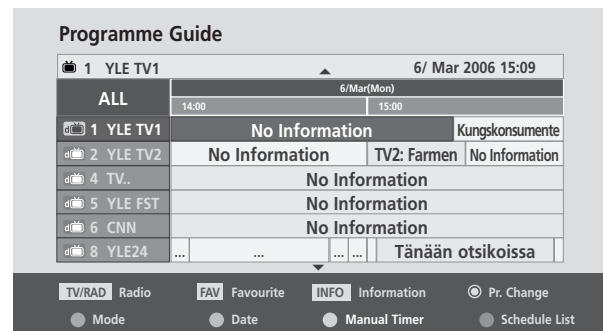 Programme Guide
1 YLE TV1 6/ Mar 2006 15:09
ALL 6/Mar(Mon)
14:00 15:00
1 YLE TV1 No Information Kungskonsumente
2 YLE TV2 No Information TV2: Farmen No Information
4 TV.. No Information
5 YLE FST No Information
6 CNN No Information
8 YLE24 ... ... ... ... Tänään otsikoissa
TV/RAD Radio FAV Favourite INFO Information Pr. Change
Mode Date Manual Timer Schedule List